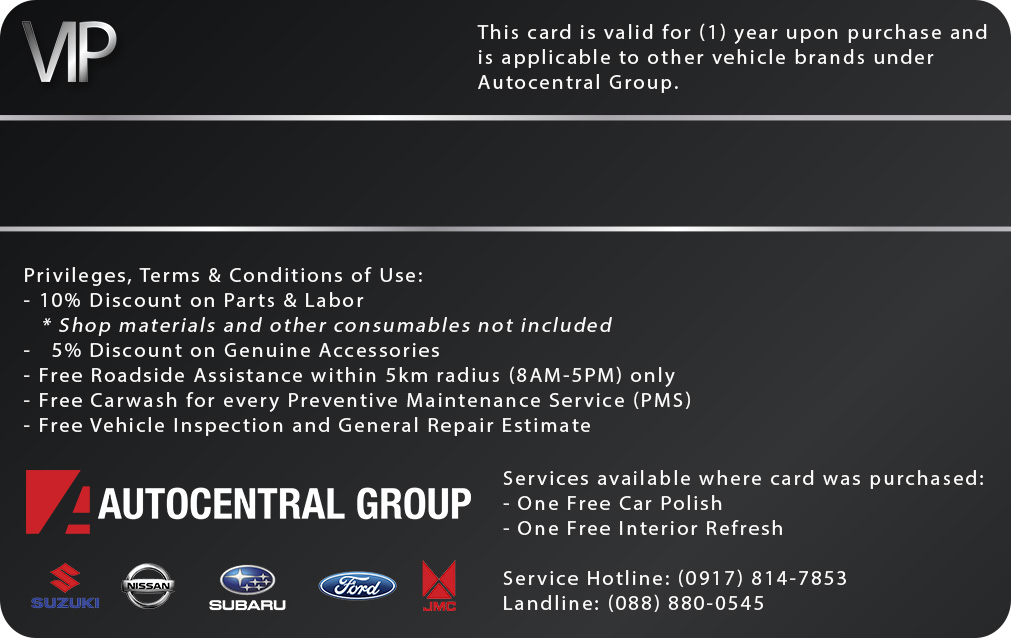 VIP
This card is valid for (1) year upon purchase and
is applicable to other vehicle brands under
Autocentral Group.
Privileges, Terms & Conditions of Use:
- 10% Discount on Parts & Labor
* Shop materials and other consumables not included
- 5% Discount on Genuine Accessories
- Free Roadside Assistance within 5km radius (8AM-5PM) only
- Free Carwash for every Preventive Maintenance Service (PMS)
- Free Vehicle Inspection and General Repair Estimate
AUTOCENTRAL GROUP
SUZUKI
NISSAN
SUBARU
Ford
JMC
Services available where card was purchased:
- One Free Car Polish
- One Free Interior Refresh
Service Hotline: (0917) 814-7853
Landline: (088) 880-0545